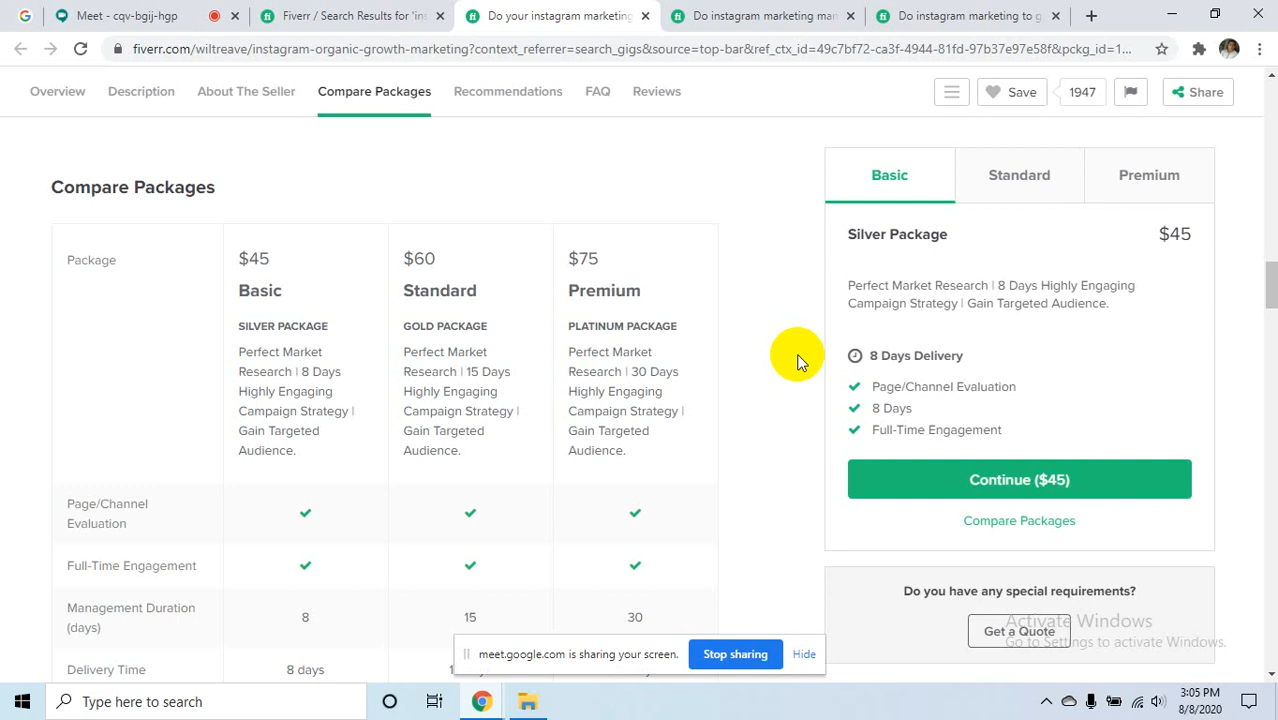 Meet - cqv-bgij-hgp
Fiverr / Search Results for 'ins
Do your instagram marketing,
Do instagram marketing man
Do instagram marketing to g
fiverr.com/wiltreave/instagram-organic-growth-marketing?context_referrer=search_gigs&source=top-bar&ref_ctx_id=49c7bf72-ca3f-4944-81fd-97b37e97e58f&pckg_id=1...
Overview Description About The Seller Compare Packages Recommendations FAQ Reviews
Save 1947 Share
Compare Packages
Package
$45
Basic
SILVER PACKAGE
Perfect Market
Research | 8 Days
Highly Engaging
Campaign Strategy |
Gain Targeted
Audience.
$60
Standard
GOLD PACKAGE
Perfect Market
Research | 15 Days
Highly Engaging
Campaign Strategy |
Gain Targeted
Audience.
$75
Premium
PLATINUM PACKAGE
Perfect Market
Research | 30 Days
Highly Engaging
Campaign Strategy |
Gain Targeted
Audience.
Page/Channel
Evaluation
Full-Time Engagement
Management Duration
(days)
8 15 30
Delivery Time
8 days
Basic Standard Premium
Silver Package $45
Perfect Market Research | 8 Days Highly Engaging
Campaign Strategy | Gain Targeted Audience.
8 Days Delivery
Page/Channel Evaluation
8 Days
Full-Time Engagement
Continue ($45)
Compare Packages
Do you have any special requirements?
Get a Quote
Activate Windows
Go to Settings to activate Windows.
meet.google.com is sharing your screen. Stop sharing Hide
Type here to search
3:05 PM
8/8/2020